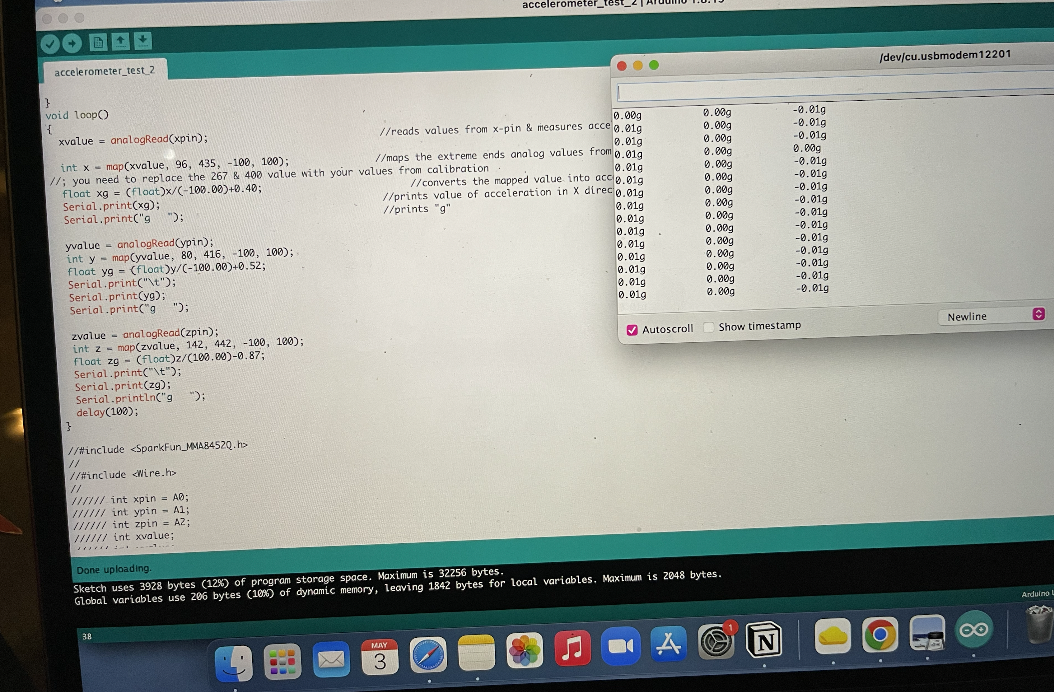 accelerometer_test_2 | Arduino 1.8.19
accelerometer_test_2
}
void loop()
{
xvalue = analogRead(xpin); //reads values from x-pin & measures acce
int x = map(xvalue, 96, 435, -100, 100); //maps the extreme ends analog values from
//; you need to replace the 267 & 400 value with your values from calibration
float xg = (float)x/(-100.00)+0.40; //converts the mapped value into acc
Serial.print(xg); //prints value of acceleration in X direc
Serial.print("g   "); //prints "g"
yvalue = analogRead(ypin);
int y = map(yvalue, 80, 416, -100, 100);
float yg = (float)y/(-100.00)+0.52;
Serial.print("\t");
Serial.print(yg);
Serial.print("g   ");
zvalue = analogRead(zpin);
int z = map(zvalue, 142, 442, -100, 100);
float zg = (float)z/(100.00)-0.87;
Serial.print("\t");
Serial.print(zg);
Serial.println("g   ");
delay(100);
}
//#include <SparkFun_MMA8452Q.h>
//
//#include <Wire.h>
//
////// int xpin = A0;
////// int ypin = A1;
////// int zpin = A2;
////// int xvalue;
/dev/cu.usbmodem12201
0.00g 0.00g -0.01g
0.01g 0.00g -0.01g
0.01g 0.00g -0.01g
0.01g 0.00g 0.00g
0.01g 0.00g -0.01g
0.01g 0.00g -0.01g
0.01g 0.00g -0.01g
0.01g 0.00g -0.01g
0.01g 0.00g -0.01g
0.01g 0.00g -0.01g
0.01g 0.00g -0.01g
0.01g 0.00g -0.01g
0.01g 0.00g -0.01g
0.01g 0.00g -0.01g
0.01g 0.00g -0.01g
Autoscroll Show timestamp Newline
Done uploading.
Sketch uses 3928 bytes (12%) of program storage space. Maximum is 32256 bytes.
Global variables use 206 bytes (10%) of dynamic memory, leaving 1842 bytes for local variables. Maximum is 2048 bytes.
38
Arduino
MAY
3
1
N